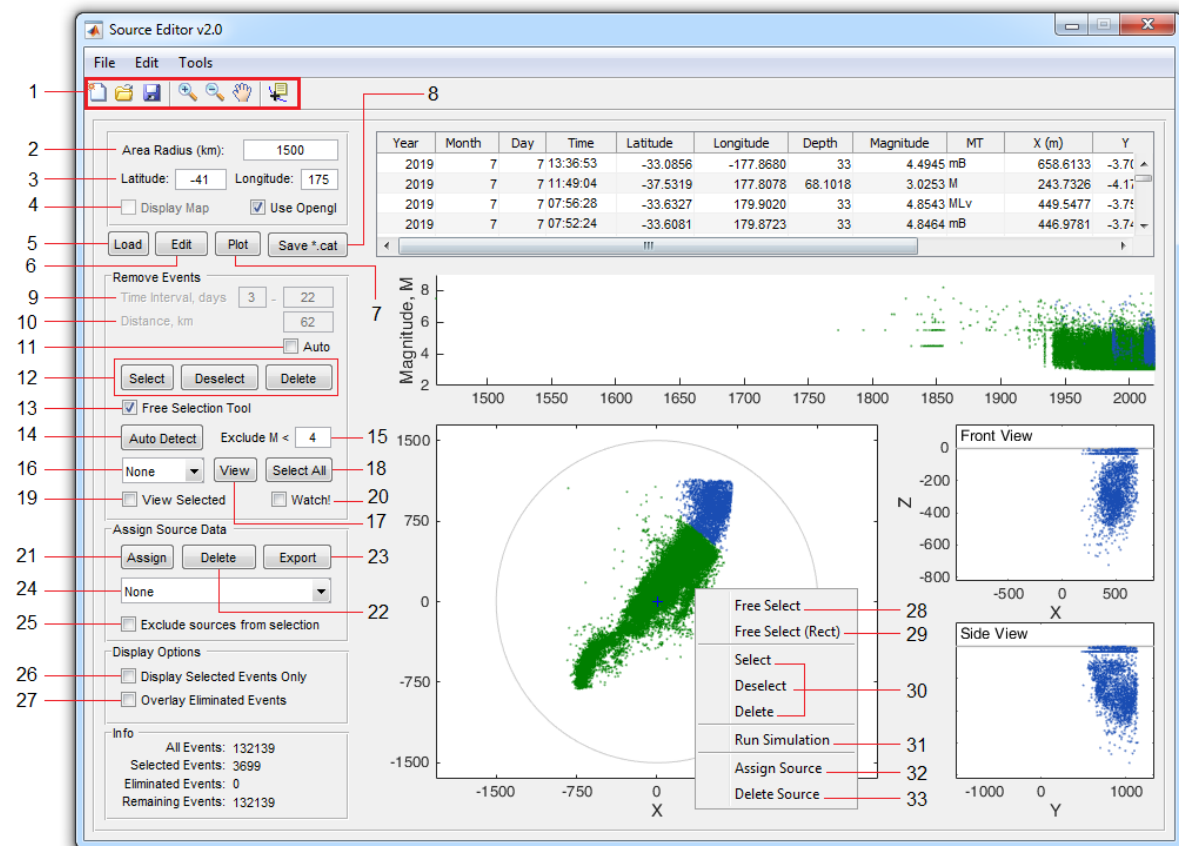 Source Editor v2.0
File Edit Tools
1
8
2 Area Radius (km): 1500
3 Latitude: -41 Longitude: 175
4 Display Map Use Opengl
5 Load Edit Plot Save *.cat
6
7
Year Month Day Time Latitude Longitude Depth Magnitude MT X (m) Y
2019 7 7 13:36:53 -33.0856 -177.8680 33 4.4945 mB 658.6133 -3.70
2019 7 7 11:49:04 -37.5319 177.8078 68.1018 3.0253 M 243.7326 -4.17
2019 7 7 07:56:28 -33.6327 179.9020 33 4.8543 MLv 449.5477 -3.75
2019 7 7 07:52:24 -33.6081 179.8723 33 4.8464 mB 446.9781 -3.74
Remove Events
9 Time Interval, days 3 - 22
10 Distance, km 62
11 Auto
12 Select Deselect Delete
13 Free Selection Tool
14 Auto Detect Exclude M < 4 15
16 None View Select All 18
19 View Selected Watch! 20
17
Assign Source Data
21 Assign Delete Export 23
24 None
22
25 Exclude sources from selection
Display Options
26 Display Selected Events Only
27 Overlay Eliminated Events
Info
All Events: 132139
Selected Events: 3699
Eliminated Events: 0
Remaining Events: 132139
Magnitude, M
8
6
4
2
1500 1550 1600 1650 1700 1750 1800 1850 1900 1950 2000
1500
750
0
-750
-1500
-1500 -750 0
X
Free Select 28
Free Select (Rect) 29
Select
Deselect 30
Delete
Run Simulation 31
Assign Source 32
Delete Source 33
Front View
Z
0
-200
-400
-600
-800
-500 0 500
X
Side View
-1000 0 1000
Y